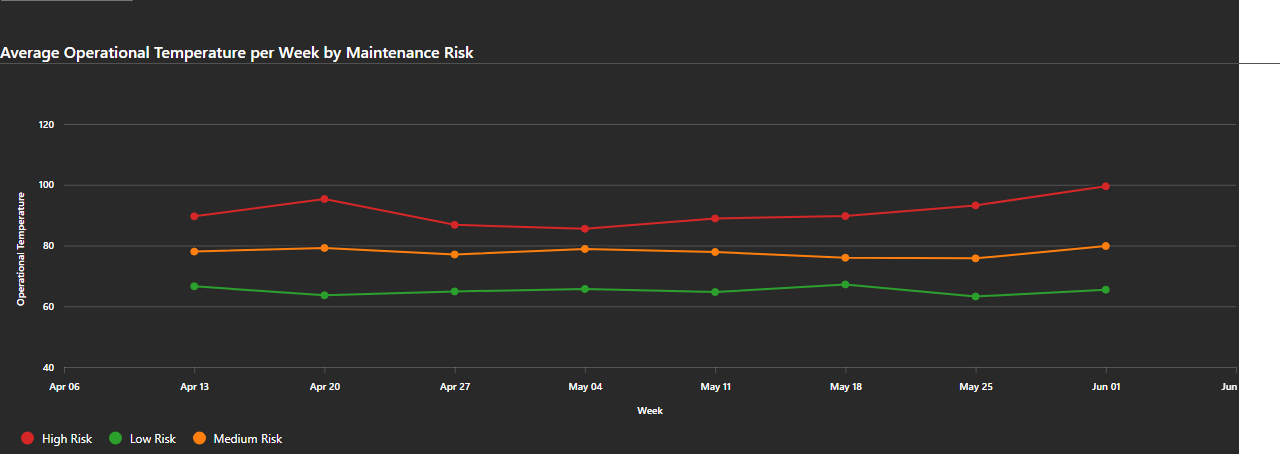 Average Operational Temperature per Week by Maintenance Risk
120
100
80
60
40
Operational Temperature
Apr 06 Apr 13 Apr 20 Apr 27 May 04 May 11 May 18 May 25 Jun 01 Jun
Week
High Risk Low Risk Medium Risk